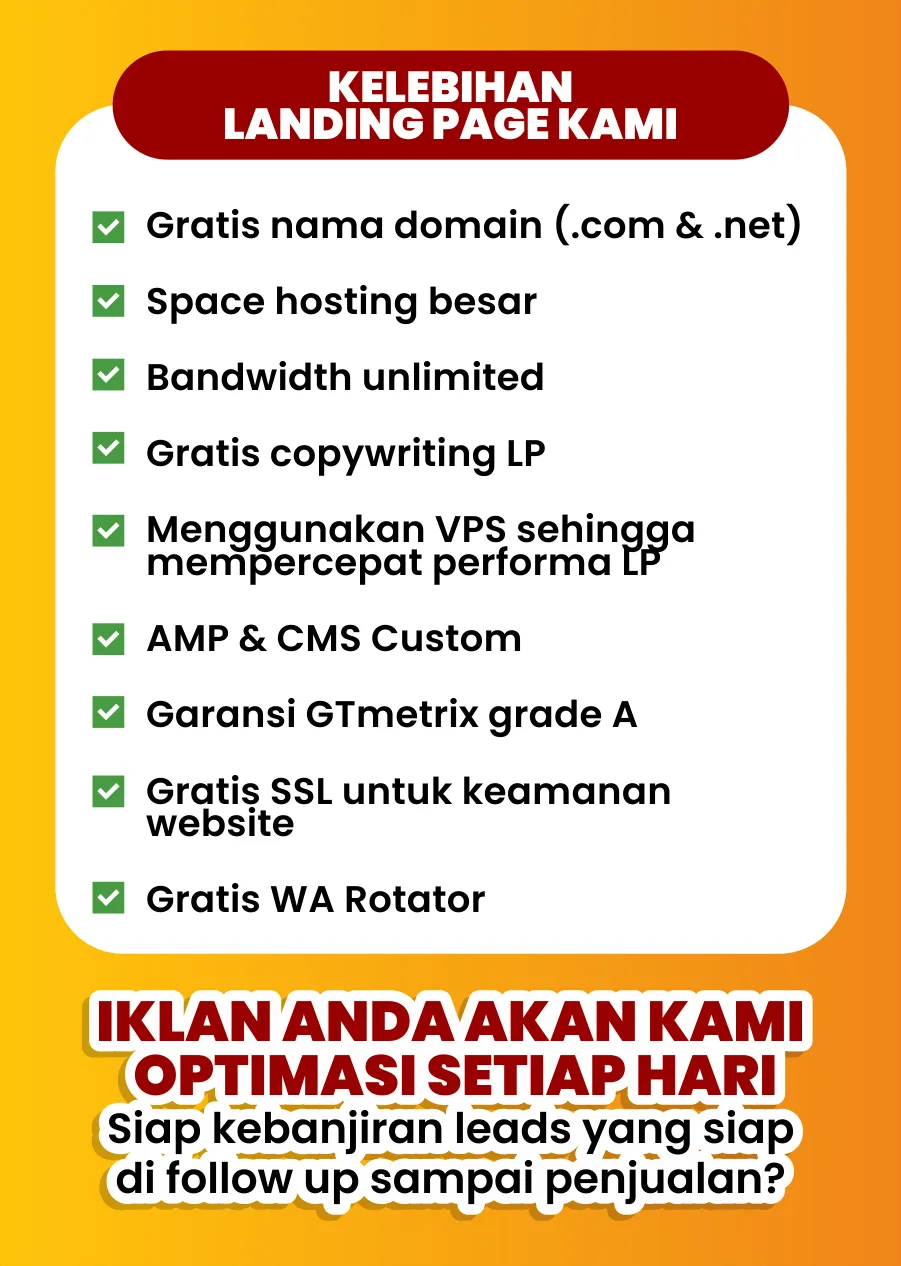 KELEBIHAN
LANDING PAGE KAMI
Gratis nama domain (.com & .net)
Space hosting besar
Bandwidth unlimited
Gratis copywriting LP
Menggunakan VPS sehingga
mempercepat performa LP
AMP & CMS Custom
Garansi GTmetrix grade A
Gratis SSL untuk keamanan
website
Gratis WA Rotator
IKLAN ANDA AKAN KAMI
OPTIMASI SETIAP HARI
Siap kebanjiran leads yang siap
di follow up sampai penjualan?